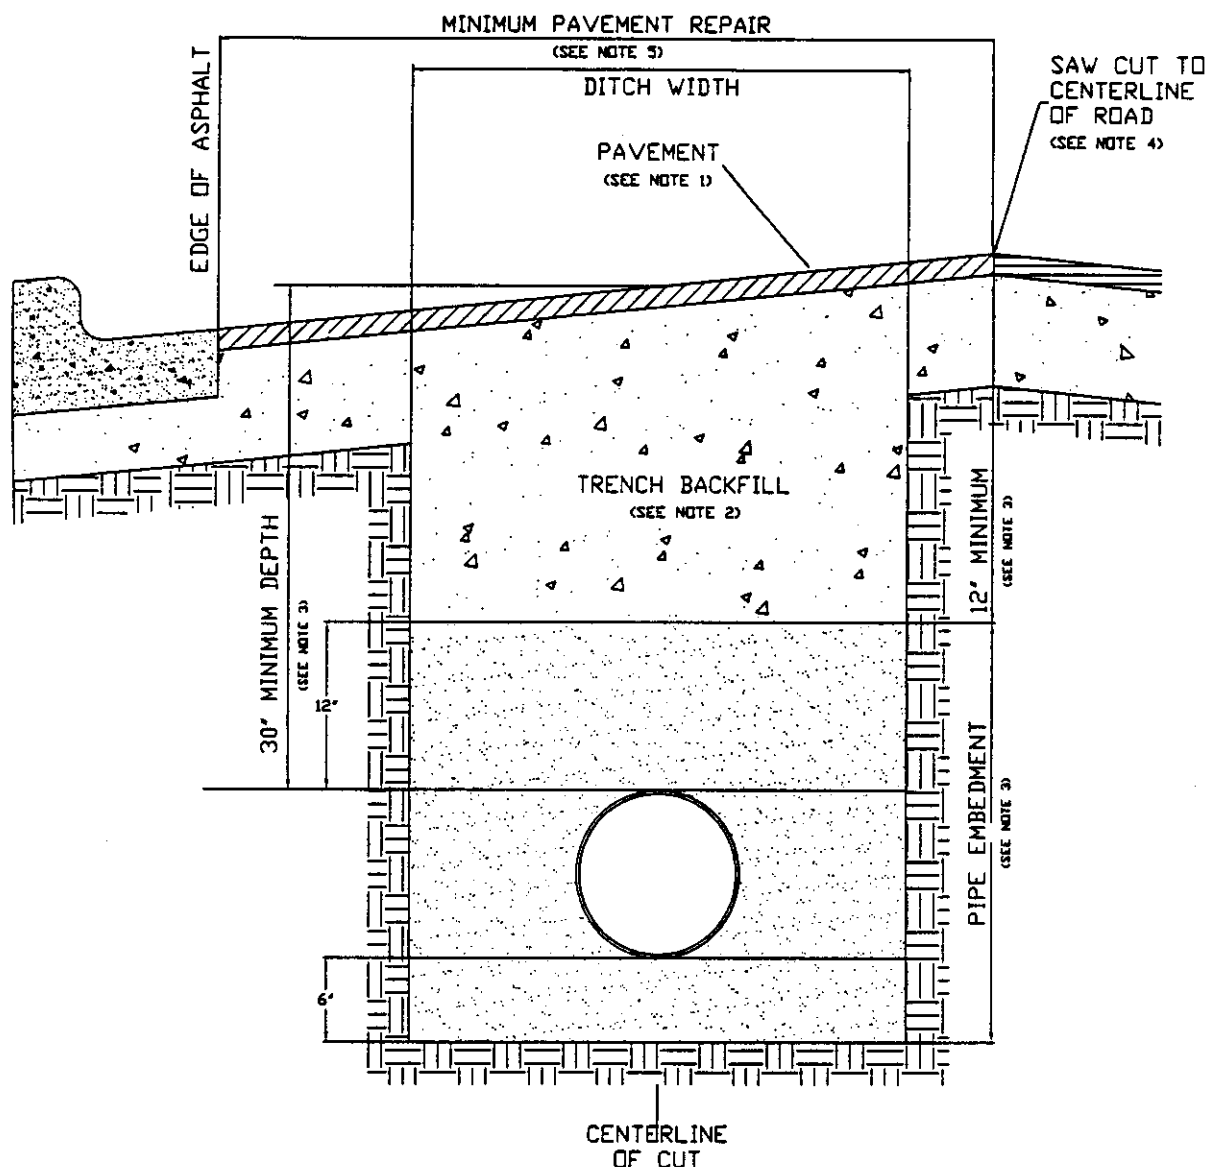 MINIMUM PAVEMENT REPAIR
(SEE NOTE 5)
DITCH WIDTH
EDGE OF ASPHALT
SAW CUT TO
CENTERLINE
OF ROAD
(SEE NOTE 4)
PAVEMENT
(SEE NOTE 1)
TRENCH BACKFILL
(SEE NOTE 2)
30" MINIMUM DEPTH
(SEE NOTE 3)
12" MINIMUM
(SEE NOTE 3)
12"
PIPE EMBEDMENT
(SEE NOTE 3)
6"
CENTERLINE
OF CUT